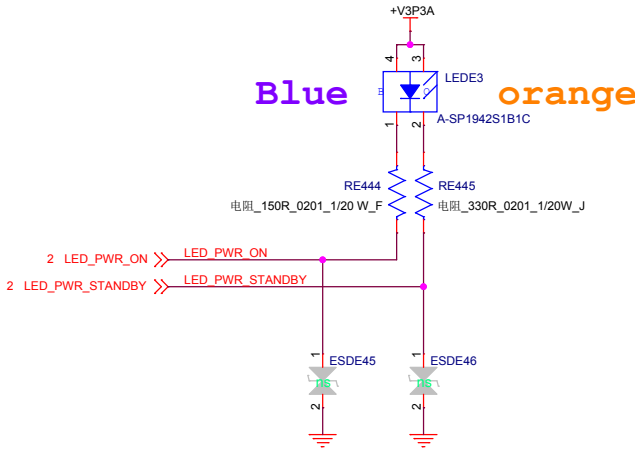 +V3P3A
4 3
LEDE3
Blue
B O
orange
A-SP1942S1B1C
1 2
RE444 RE445
电阻_150R_0201_1/20 W_F 电阻_330R_0201_1/20W_J
2 LED_PWR_ON LED_PWR_ON
2 LED_PWR_STANDBY LED_PWR_STANDBY
1 ESDE45 1 ESDE46
ns ns
2 2